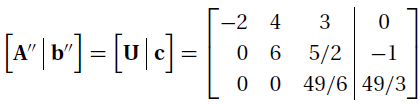 [A″ | b″] = [U | c] = [ −2 4 3 | 0
0 6 5/2 | −1
0 0 49/6 | 49/3 ]